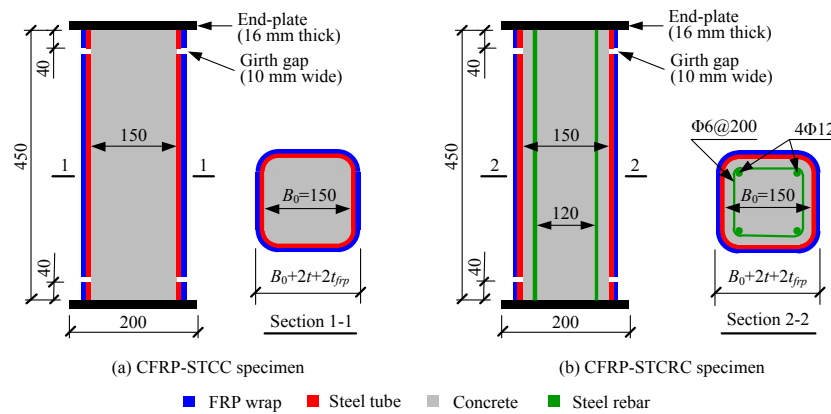 End-plate
(16 mm thick)
Girth gap
(10 mm wide)
40
450
150
1
1
B₀=150
40
B₀+2t+2t_frp
200
Section 1-1
(a) CFRP-STCC specimen
End-plate
(16 mm thick)
Girth gap
(10 mm wide)
40
Φ6@200
4Φ12
450
150
2
2
B₀=150
120
40
B₀+2t+2t_frp
200
Section 2-2
(b) CFRP-STCRC specimen
FRP wrap
Steel tube
Concrete
Steel rebar